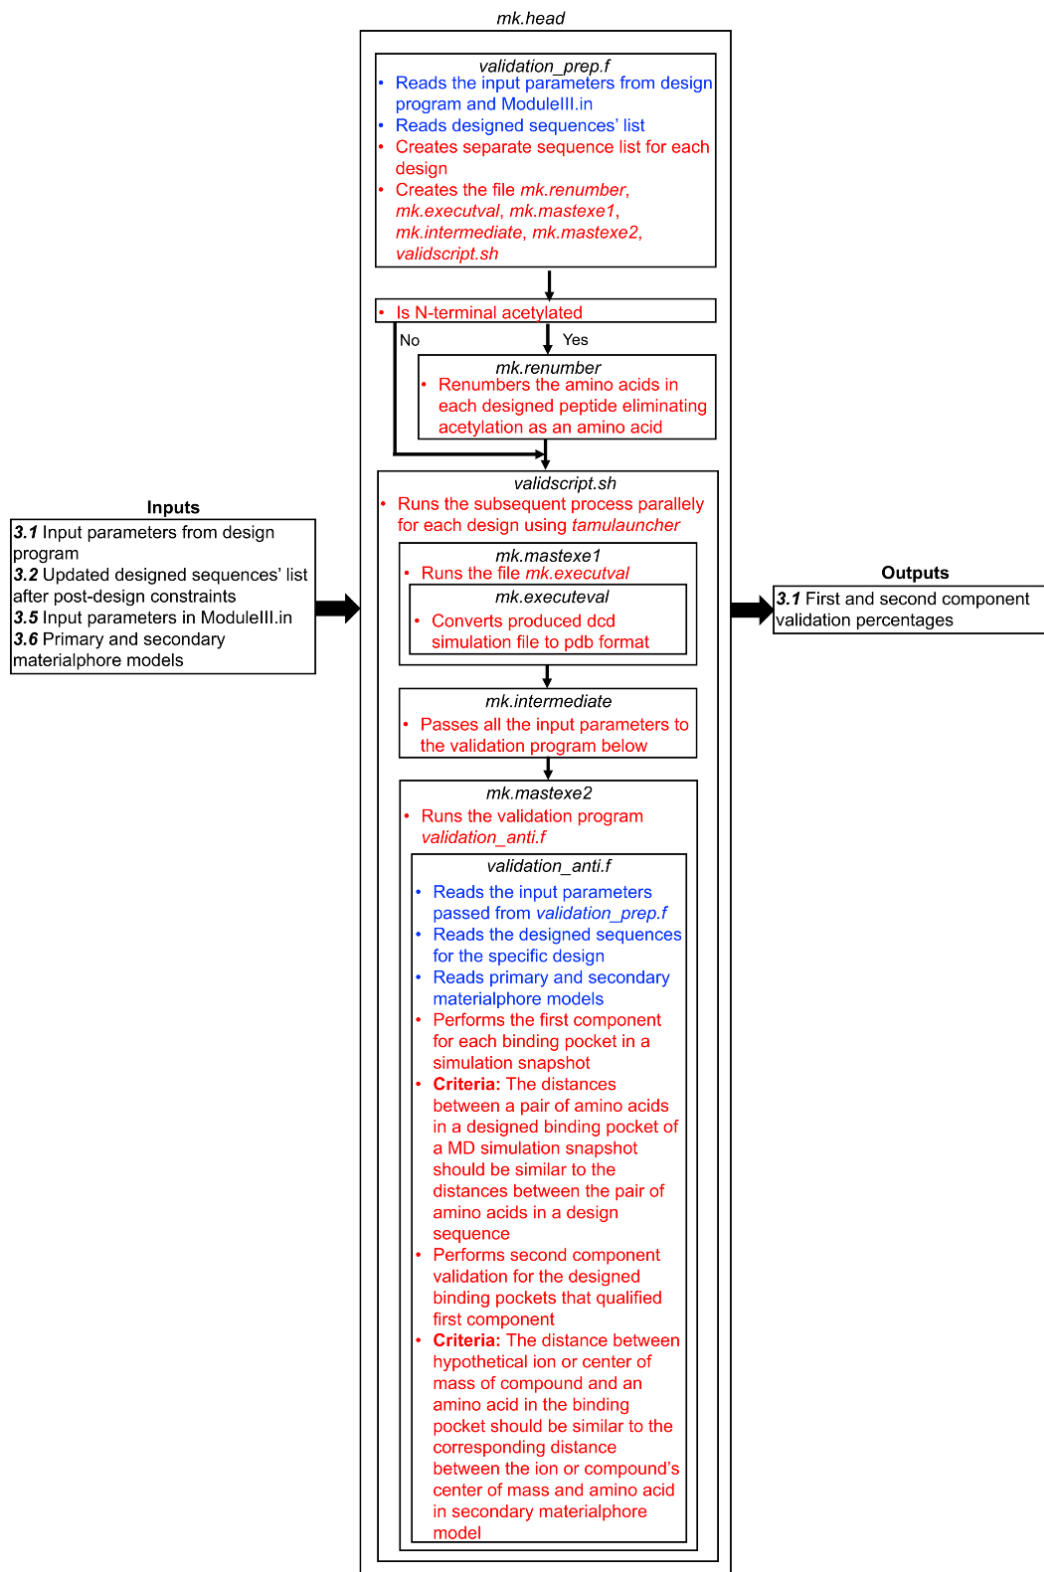 mk.head
validation_prep.f
• Reads the input parameters from design
program and ModuleIII.in
• Reads designed sequences’ list
• Creates separate sequence list for each
design
• Creates the file mk.renumber,
mk.executval, mk.mastexe1,
mk.intermediate, mk.mastexe2,
validscript.sh
• Is N-terminal acetylated
No
Yes
mk.renumber
• Renumbers the amino acids in
each designed peptide eliminating
acetylation as an amino acid
validscript.sh
• Runs the subsequent process parallely
for each design using tamulauncher
mk.mastexe1
• Runs the file mk.executval
mk.executeval
• Converts produced dcd
simulation file to pdb format
mk.intermediate
• Passes all the input parameters to
the validation program below
mk.mastexe2
• Runs the validation program
validation_anti.f
validation_anti.f
• Reads the input parameters
passed from validation_prep.f
• Reads the designed sequences
for the specific design
• Reads primary and secondary
materialphore models
• Performs the first component
for each binding pocket in a
simulation snapshot
• Criteria: The distances
between a pair of amino acids
in a designed binding pocket of
a MD simulation snapshot
should be similar to the
distances between the pair of
amino acids in a design
sequence
• Performs second component
validation for the designed
binding pockets that qualified
first component
• Criteria: The distance between
hypothetical ion or center of
mass of compound and an
amino acid in the binding
pocket should be similar to the
corresponding distance
between the ion or compound’s
center of mass and amino acid
in secondary materialphore
model
Inputs
3.1 Input parameters from design
program
3.2 Updated designed sequences’ list
after post-design constraints
3.5 Input parameters in ModuleIII.in
3.6 Primary and secondary
materialphore models
Outputs
3.1 First and second component
validation percentages